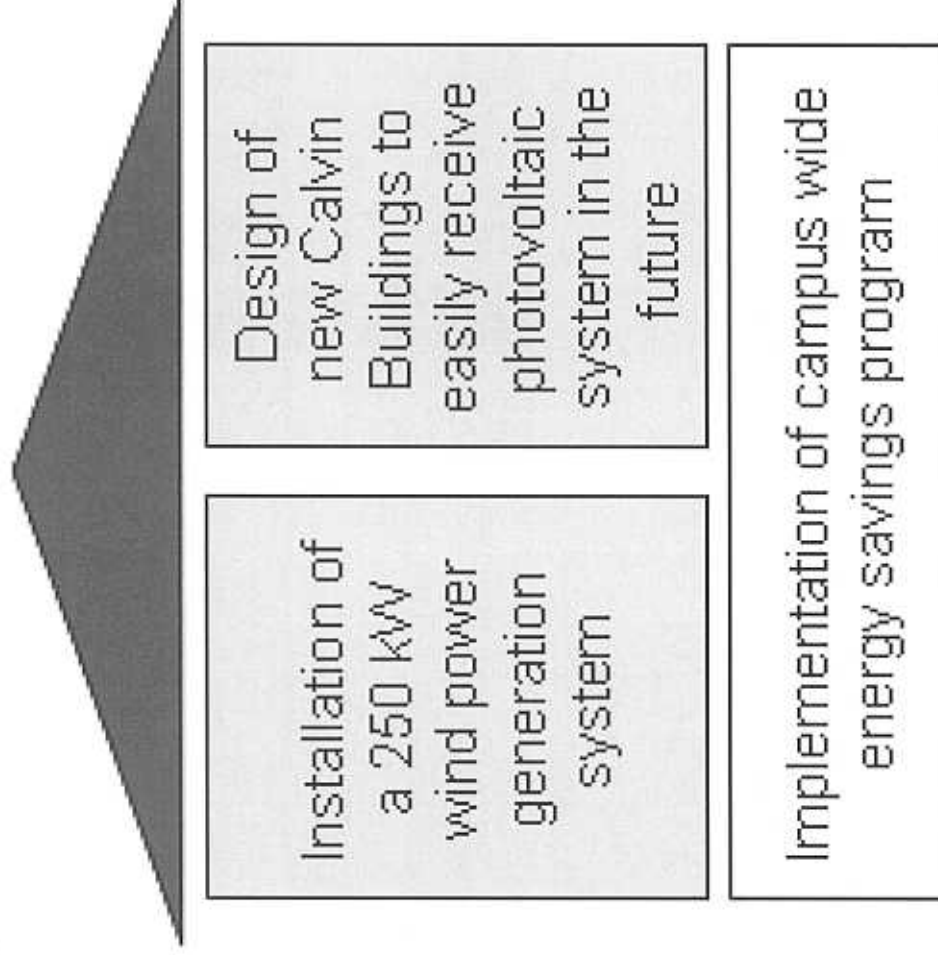 Installation of
a 250 kW
wind power
generation
system
Design of
new Calvin
Buildings to
easily receive
photovoltaic
system in the
future
Implementation of campus wide
energy savings program